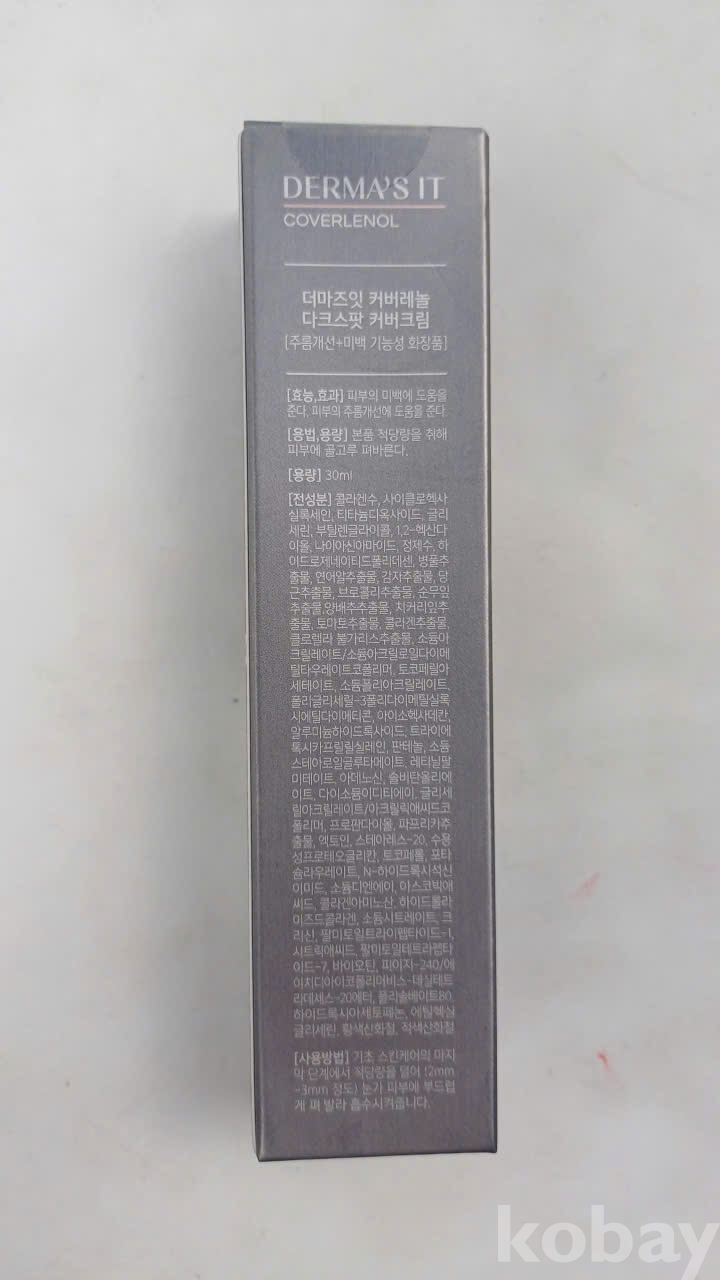 DERMA'S IT
COVERLENOL
더마즈잇 커버레놀
다크스팟 커버크림
[주름개선+미백 기능성 화장품]
[효능,효과] 피부의 미백에 도움을
준다. 피부의 주름개선에 도움을 준다.
[용법,용량] 본품 적당량을 취해
피부에 골고루 펴바른다.
[용량] 30ml
[전성분] 콜라겐수, 사이클로헥사
실록세인, 티타늄디옥사이드, 글리
세린, 부틸렌글라이콜, 1,2-헥산다
이올, 나이아신아마이드, 정제수, 하
이드로제네이티드폴리데센, 병풀추
출물, 연어알추출물, 감자추출물, 당
근추출물, 브로콜리추출물, 순무잎
추출물,양배추추출물, 치커리잎추
출물, 토마토추출물, 콜라겐추출물,
클로렐라 불가리스추출물, 소듐아
크릴레이트/소듐아크릴로일다이메
틸타우레이트코폴리머, 토코페릴아
세테이트, 소듐폴리아크릴레이트,
폴리글리세릴-3폴리다이메틸실록
시에틸다이메티콘, 아이소헥사데칸,
알루미늄하이드록사이드, 트라이에
톡시카프릴릴실레인, 판테놀, 소듐
스테아로일글루타메이트, 레티닐팔
미테이트, 아데노신, 솔비탄올리에
이트, 다이소듐이디티에이, 글리세
릴아크릴레이트/아크릴릭애씨드코
폴리머, 프로판다이올, 파프리카추
출물, 엑토인, 스테아레스-20, 수용
성프로테오글리칸, 토코페롤, 포타
슘라우레이트, N-하이드록시석신
이미드, 소듐디엔에이, 아스코빅애
씨드, 콜라겐아미노산, 하이드롤라
이즈드콜라겐, 소듐시트레이트, 크
리신, 팔미토일트라이펩타이드-1,
시트릭애씨드, 팔미토일테트라펩타
이드-7, 바이오틴, 피이지-240/에
이치디아이코폴리머비스-데실테트
라데세스-20에터, 폴리솔베이트80,
하이드록시아세토페논, 에틸헥실
글리세린, 황색산화철, 적색산화철
[사용방법] 기초 스킨케어의 마지
막 단계에서 적당량을 덜어 (2mm
-3mm 정도) 눈가 피부에 부드럽
게 펴 발라 흡수시켜줍니다.
kobay